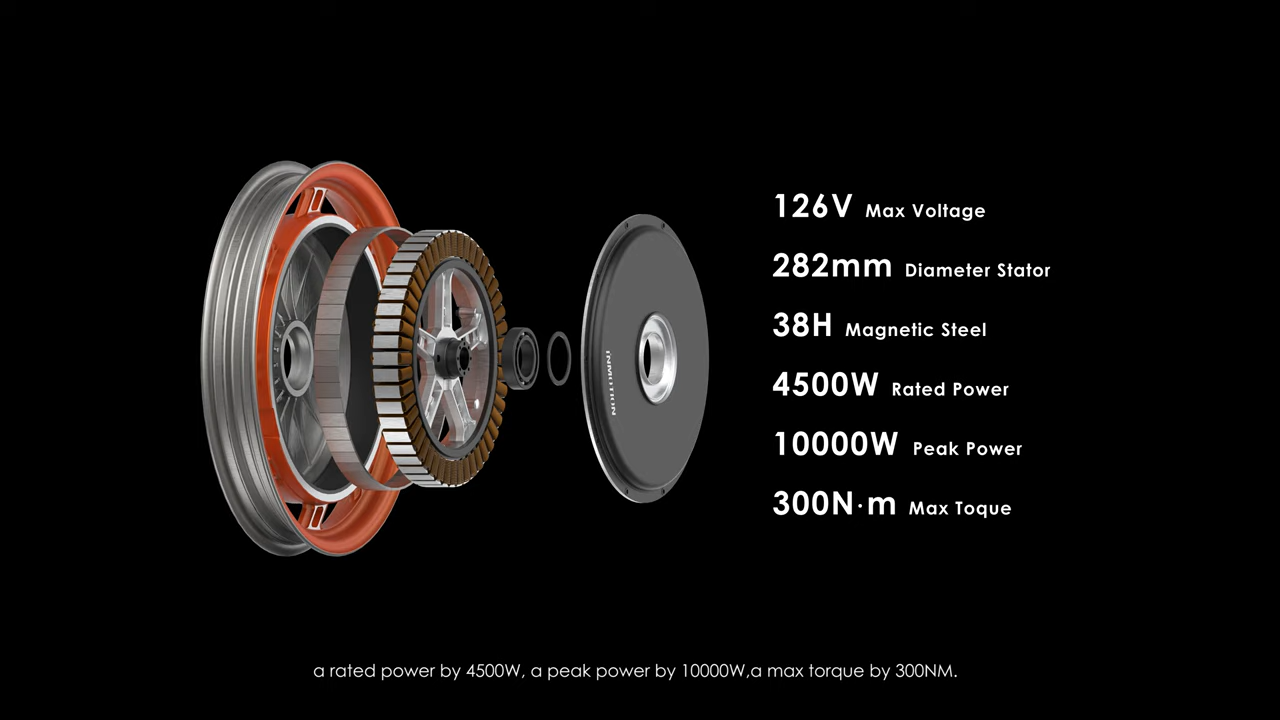 126V Max Voltage
282mm Diameter Stator
38H Magnetic Steel
4500W Rated Power
10000W Peak Power
300N·m Max Toque
a rated power by 4500W, a peak power by 10000W,a max torque by 300NM.